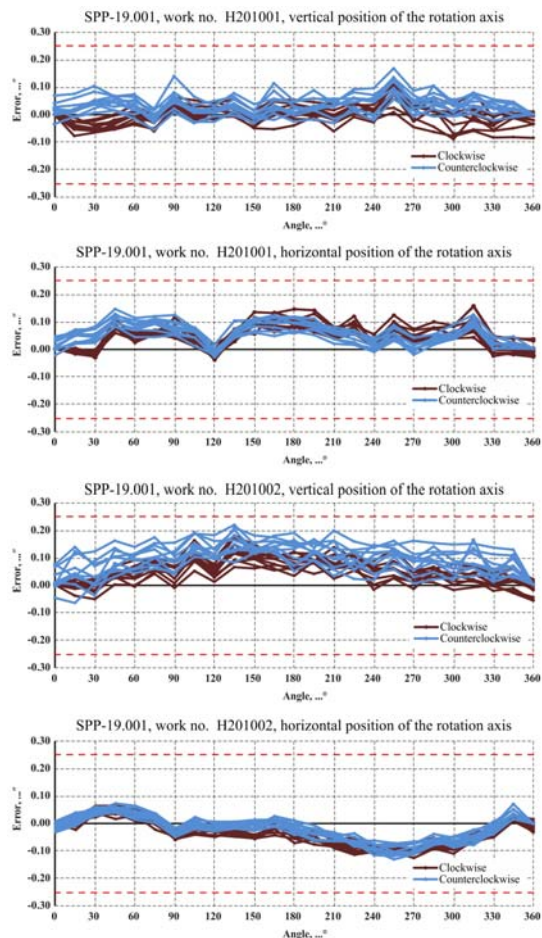 SPP-19.001, work no. H201001, vertical position of the rotation axis
0.30
0.20
0.10
0.00
-0.10
-0.20
-0.30
Error, ...°
Clockwise
Counterclockwise
0 30 60 90 120 150 180 210 240 270 300 330 360
Angle, ...°
SPP-19.001, work no. H201001, horizontal position of the rotation axis
0.30
0.20
0.10
0.00
-0.10
-0.20
-0.30
Error, ...°
Clockwise
Counterclockwise
0 30 60 90 120 150 180 210 240 270 300 330 360
Angle, ...°
SPP-19.001, work no. H201002, vertical position of the rotation axis
0.30
0.20
0.10
0.00
-0.10
-0.20
-0.30
Error, ...°
Clockwise
Counterclockwise
0 30 60 90 120 150 180 210 240 270 300 330 360
Angle, ...°
SPP-19.001, work no. H201002, horizontal position of the rotation axis
0.30
0.20
0.10
0.00
-0.10
-0.20
-0.30
Error, ...°
Clockwise
Counterclockwise
0 30 60 90 120 150 180 210 240 270 300 330 360
Angle, ...°